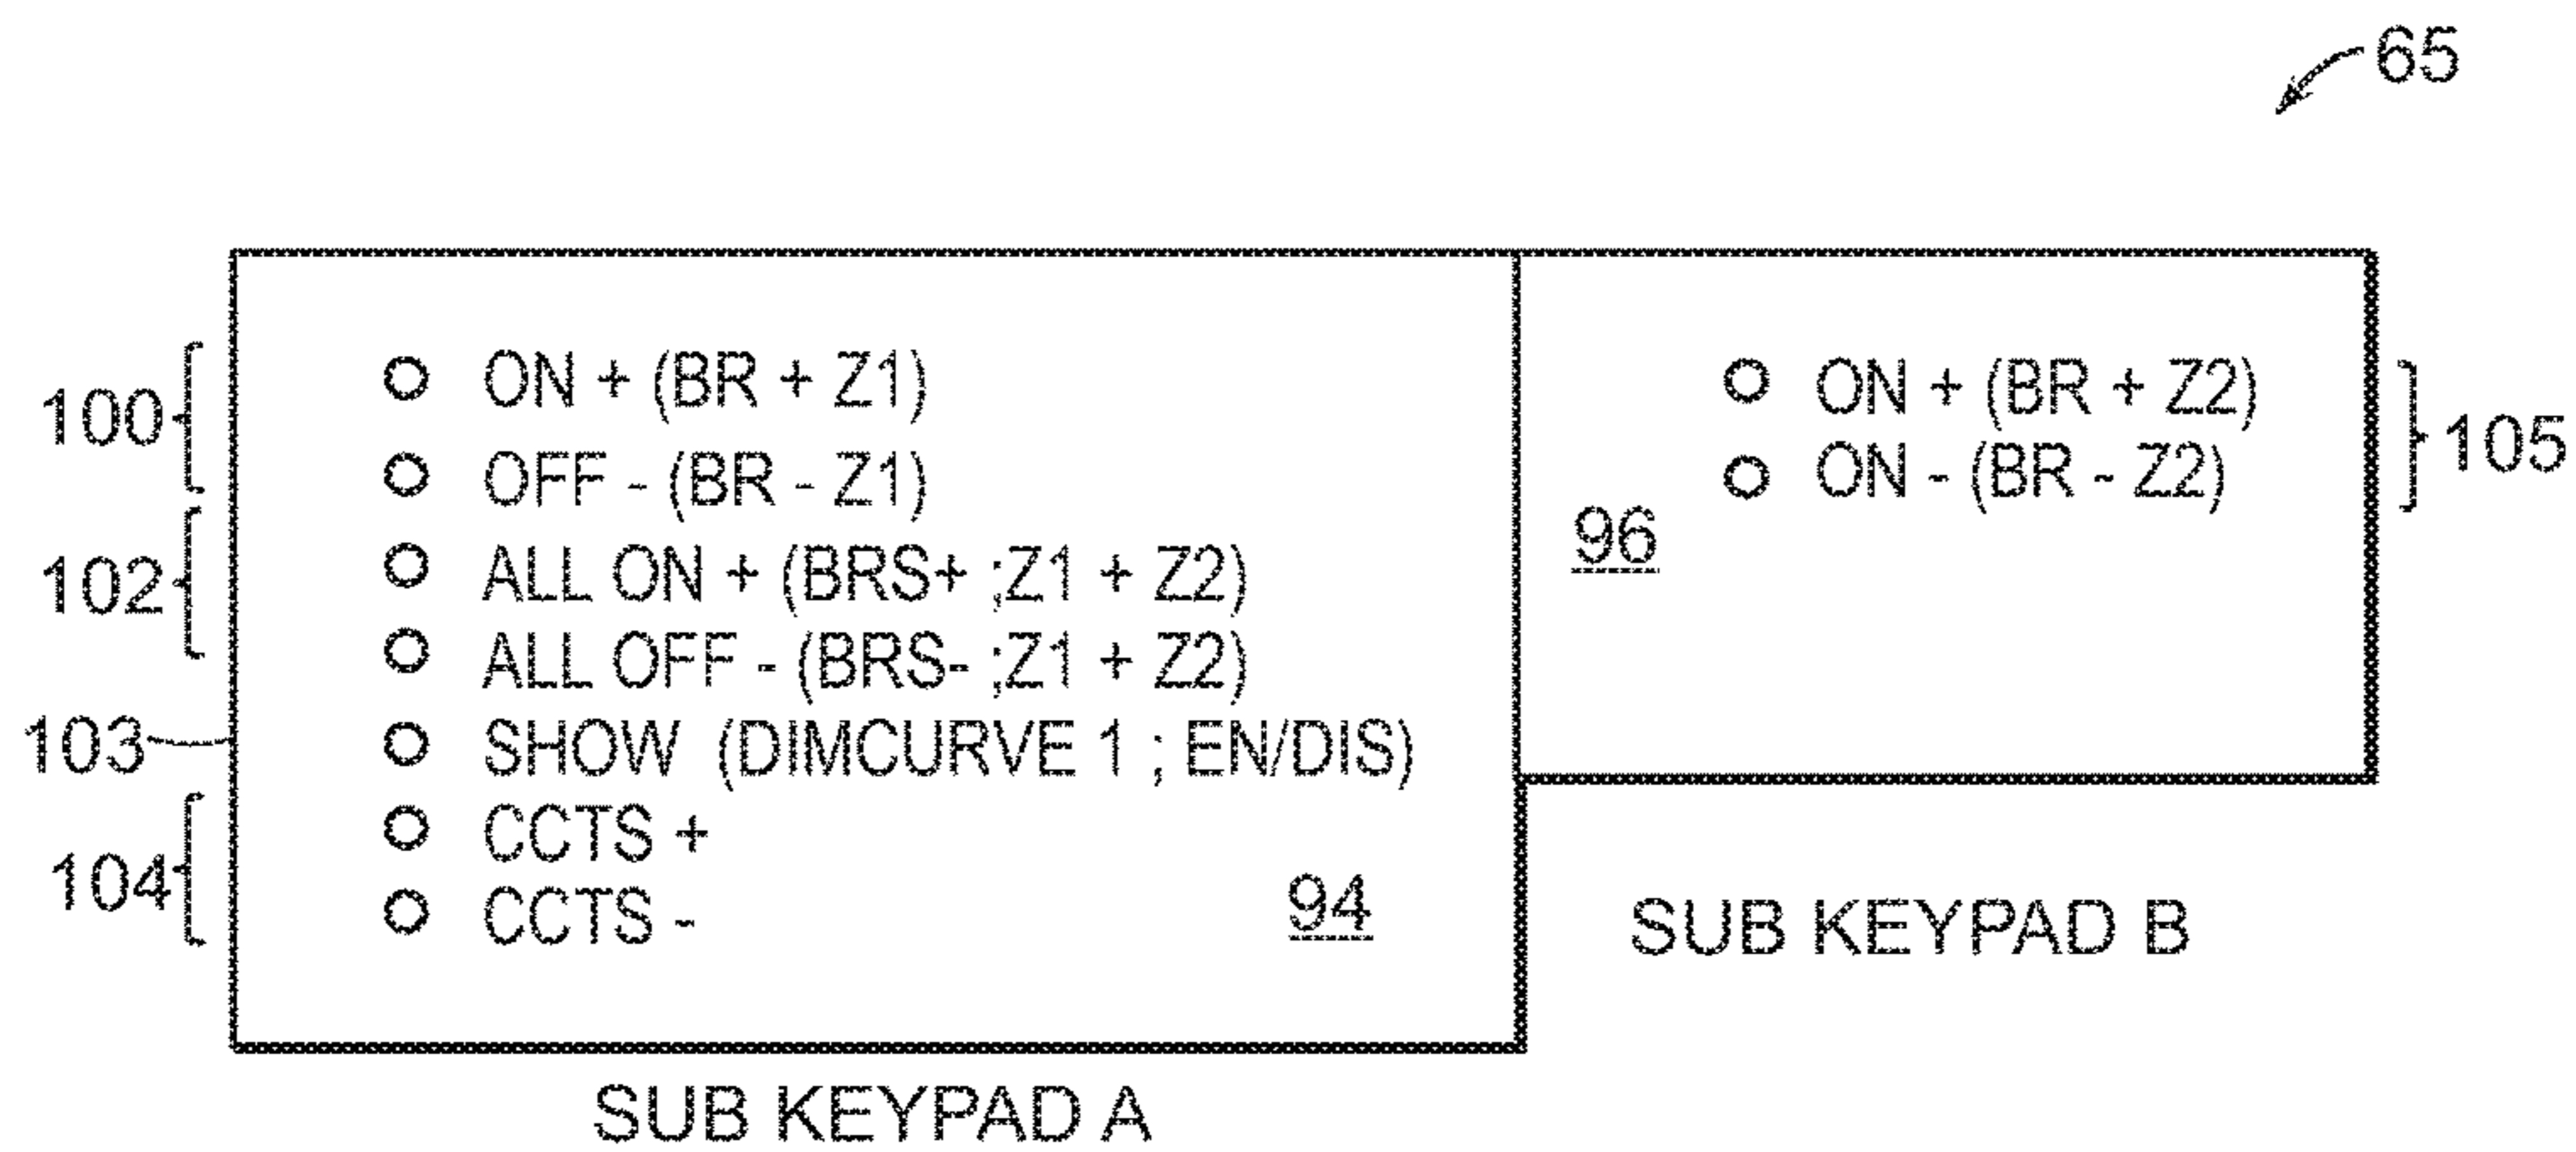 65
100
ON + (BR + Z1)
OFF - (BR - Z1)
102
ALL ON + (BRS+ ;Z1 + Z2)
ALL OFF - (BRS- ;Z1 + Z2)
103
SHOW (DIMCURVE 1 ; EN/DIS)
104
CCTS +
CCTS -
94
SUB KEYPAD A
ON + (BR + Z2)
ON - (BR - Z2)
105
96
SUB KEYPAD B